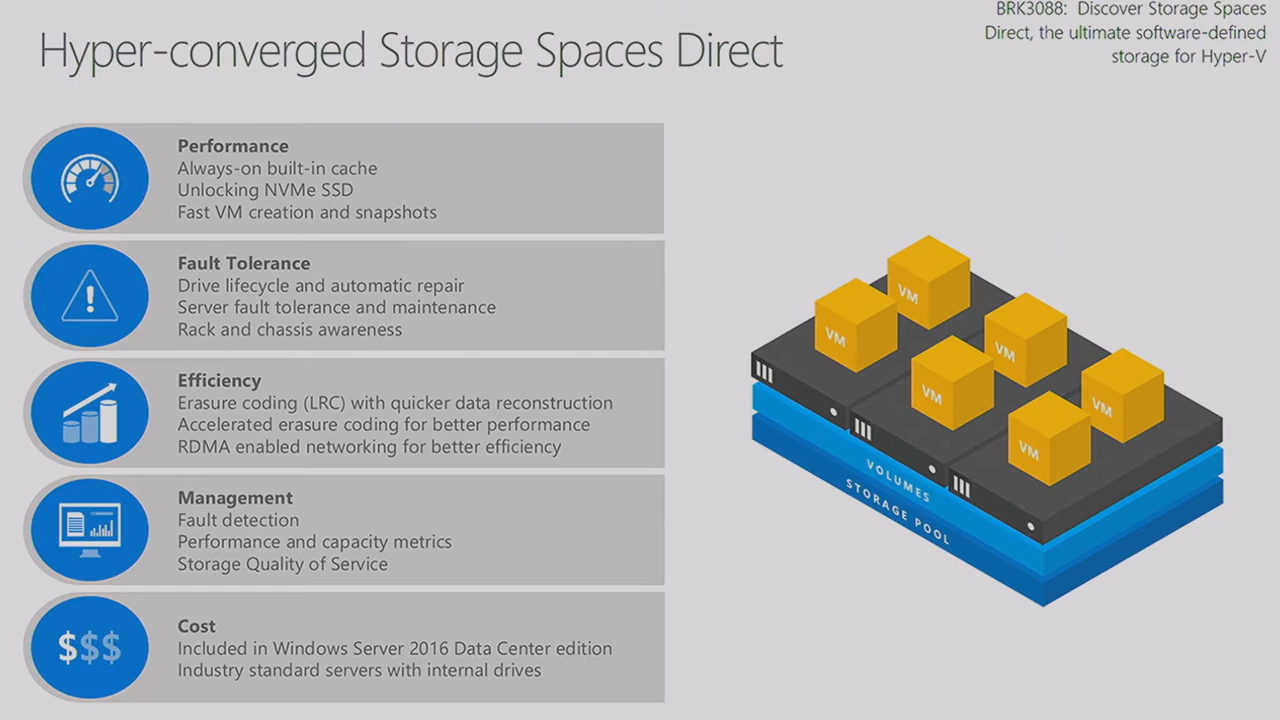 BRK3088: Discover Storage Spaces
Direct, the ultimate software-defined
storage for Hyper-V
Hyper-converged Storage Spaces Direct
Performance
Always-on built-in cache
Unlocking NVMe SSD
Fast VM creation and snapshots
Fault Tolerance
Drive lifecycle and automatic repair
Server fault tolerance and maintenance
Rack and chassis awareness
Efficiency
Erasure coding (LRC) with quicker data reconstruction
Accelerated erasure coding for better performance
RDMA enabled networking for better efficiency
Management
Fault detection
Performance and capacity metrics
Storage Quality of Service
$$$
Cost
Included in Windows Server 2016 Data Center edition
Industry standard servers with internal drives
VM
VM
VM
VM
VM
VM
VOLUMES
STORAGE POOL